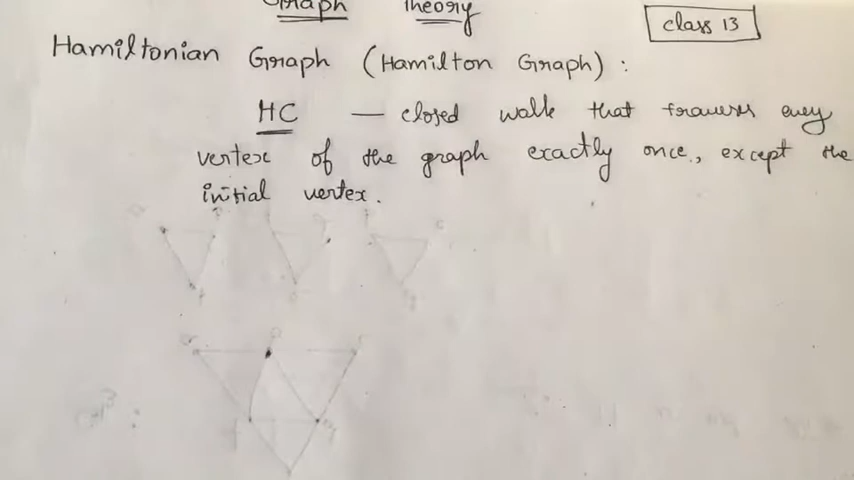 Graph Theory
class 13
Hamiltonian Graph (Hamilton Graph) :
HC — closed walk that traverses every
vertex of the graph exactly once, except the
initial vertex.